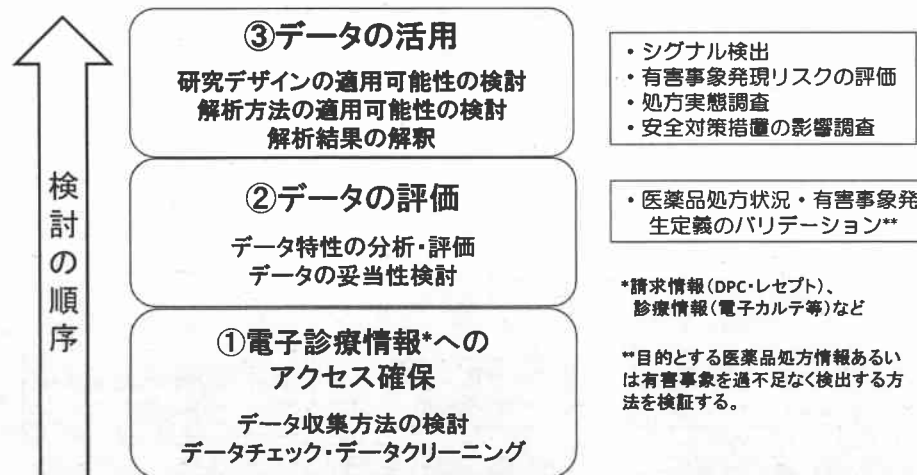 検討の順序
③データの活用
研究デザインの適用可能性の検討
解析方法の適用可能性の検討
解析結果の解釈
・シグナル検出
・有害事象発現リスクの評価
・処方実態調査
・安全対策措置の影響調査
②データの評価
データ特性の分析・評価
データの妥当性検討
・医薬品処方状況・有害事象発
生定義のバリデーション**
①電子診療情報*への
アクセス確保
データ収集方法の検討
データチェック・データクリーニング
*請求情報(DPC・レセプト)、
診療情報(電子カルテ等)など
**目的とする医薬品処方情報あるい
は有害事象を過不足なく検出する方
法を検証する。